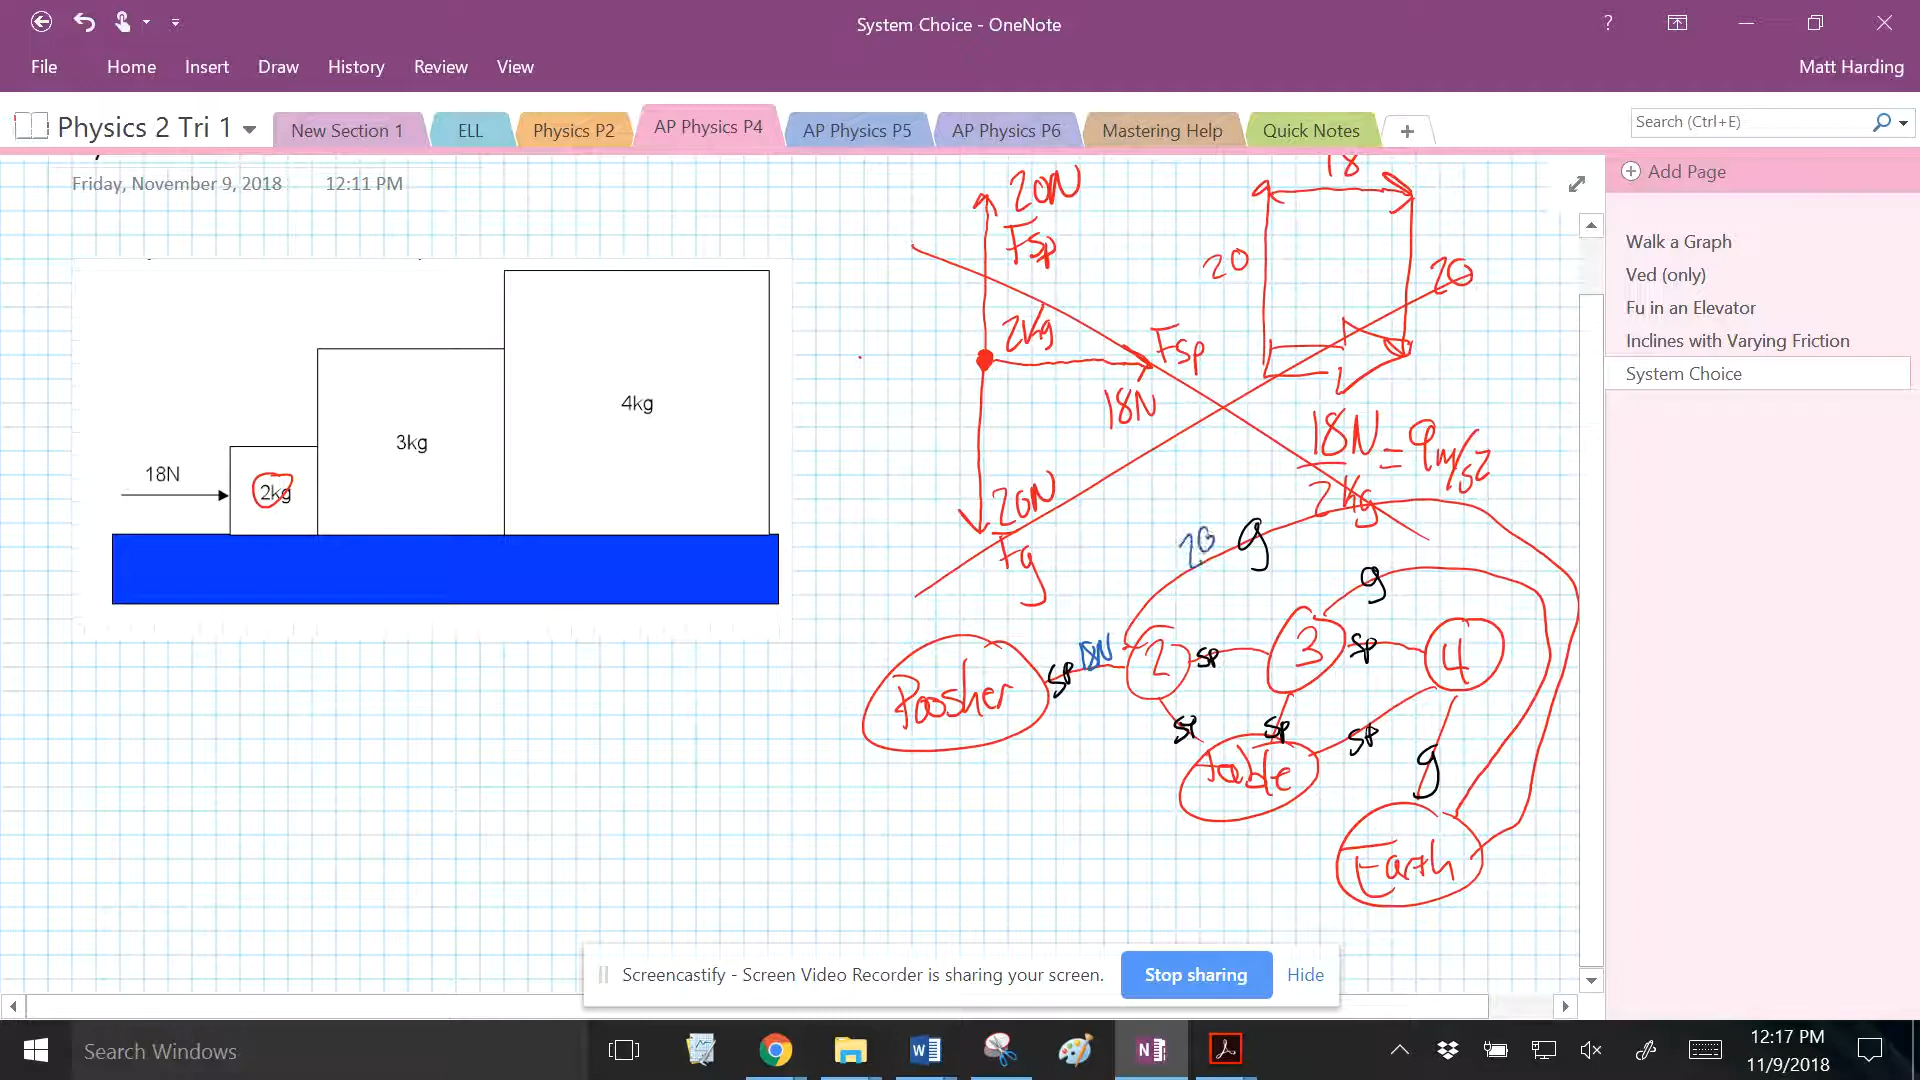 System Choice - OneNote
?
File Home Insert Draw History Review View
Matt Harding
Physics 2 Tri 1
New Section 1 ELL Physics P2 AP Physics P4 AP Physics P5 AP Physics P6 Mastering Help Quick Notes +
Search (Ctrl+E)
Friday, November 9, 2018 12:11 PM
Add Page
Walk a Graph
Ved (only)
Fu in an Elevator
Inclines with Varying Friction
System Choice
18N
2kg
3kg
4kg
20N
Fsp
2kg
Fsp
18N
20N
Fg
18
20
20
18N = 9 m/s2
2kg
20 g
g
Poosher
sp 18N 2 sp 3 sp 4
sp sp sp
table
g
Earth
Screencastify - Screen Video Recorder is sharing your screen.
Stop sharing
Hide
Search Windows
12:17 PM
11/9/2018